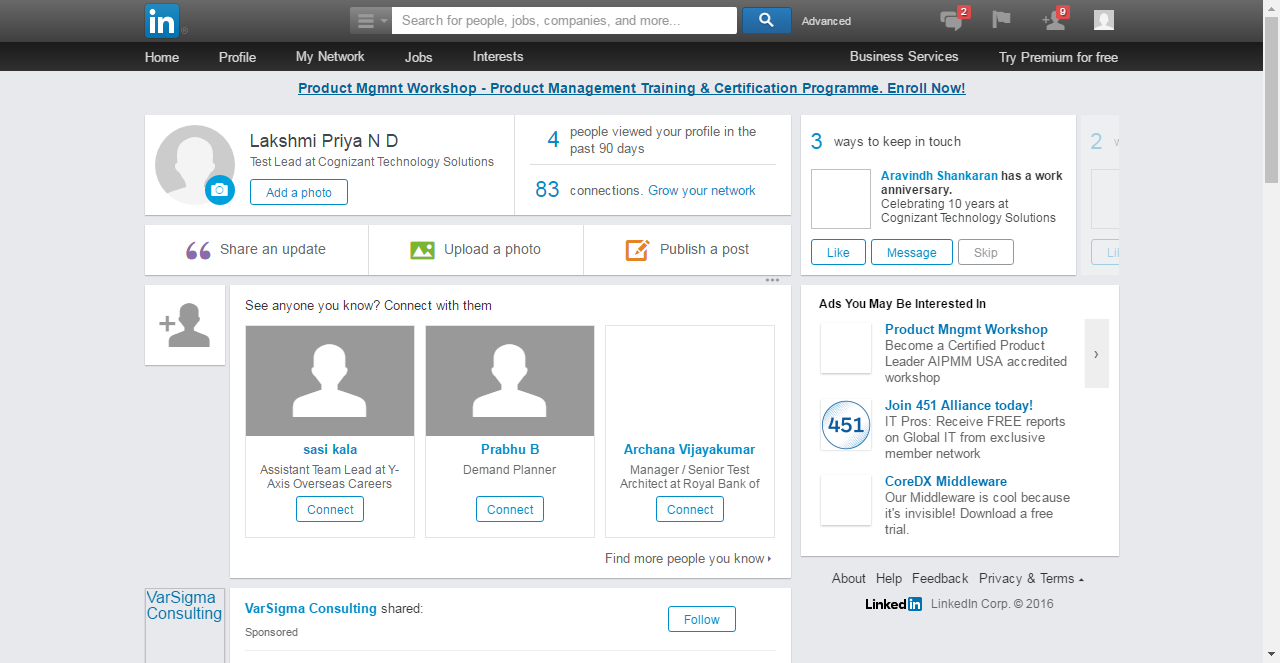 in
Search for people, jobs, companies, and more...
Advanced
2
9
Home
Profile
My Network
Jobs
Interests
Business Services
Try Premium for free
Product Mgmnt Workshop - Product Management Training & Certification Programme. Enroll Now!
Lakshmi Priya N D
Test Lead at Cognizant Technology Solutions
Add a photo
4 people viewed your profile in the
past 90 days
83 connections. Grow your network
3 ways to keep in touch
Aravindh Shankaran has a work
anniversary.
Celebrating 10 years at
Cognizant Technology Solutions
Like
Message
Skip
2 w
Li
Share an update
Upload a photo
Publish a post
See anyone you know? Connect with them
sasi kala
Assistant Team Lead at Y-
Axis Overseas Careers
Connect
Prabhu B
Demand Planner
Connect
Archana Vijayakumar
Manager / Senior Test
Architect at Royal Bank of
Connect
Find more people you know
Ads You May Be Interested In
Product Mngmt Workshop
Become a Certified Product
Leader AIPMM USA accredited
workshop
451
Join 451 Alliance today!
IT Pros: Receive FREE reports
on Global IT from exclusive
member network
CoreDX Middleware
Our Middleware is cool because
it's invisible! Download a free
trial.
About Help Feedback Privacy & Terms
Linked in LinkedIn Corp. © 2016
VarSigma
Consulting
VarSigma Consulting shared:
Sponsored
Follow